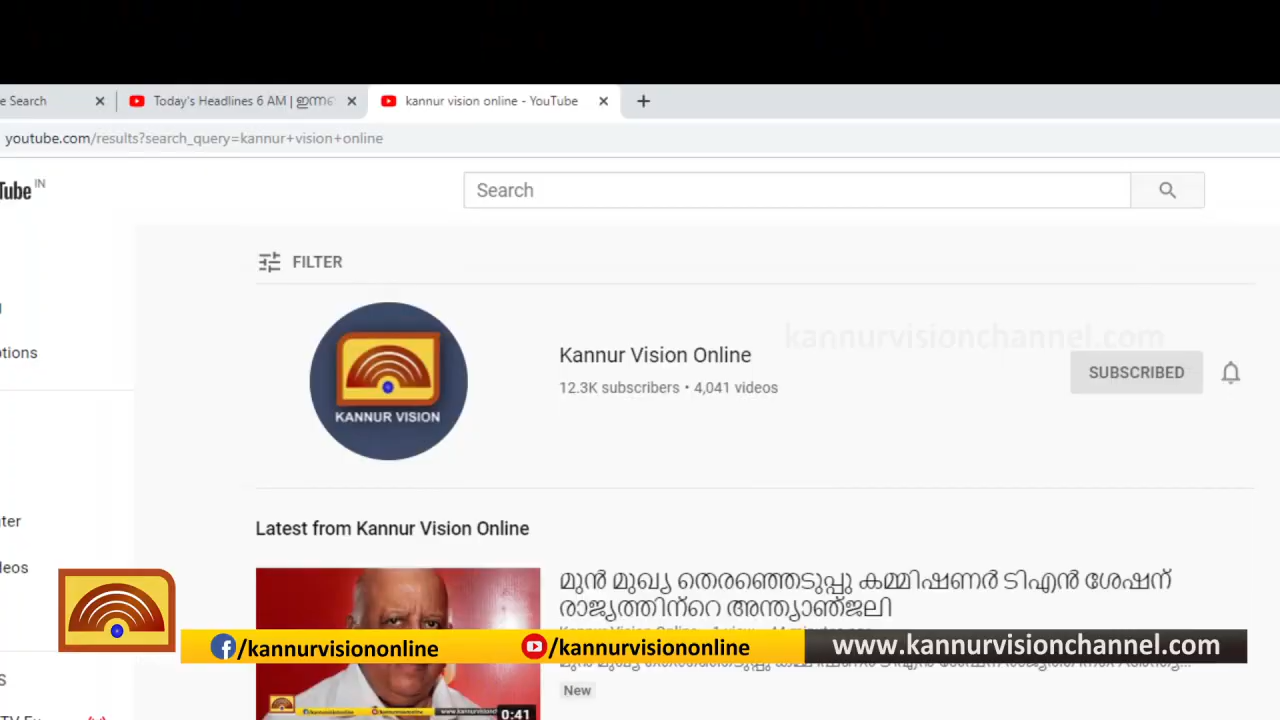 e Search
Today's Headlines 6 AM | ഇന്നത്
kannur vision online - YouTube
youtube.com/results?search_query=kannur+vision+online
Tube IN
Search
FILTER
kannurvisionchannel.com
Kannur Vision Online
12.3K subscribers • 4,041 videos
SUBSCRIBED
KANNUR VISION
ptions
Latest from Kannur Vision Online
ter
eos
മുൻ മുഖ്യ തെരഞ്ഞെടുപ്പു കമ്മിഷണർ ടിഎൻ ശേഷന്
രാജ്യത്തിന്റെ അന്ത്യാഞ്ജലി
/kannurvisiononline
/kannurvisiononline
www.kannurvisionchannel.com
S
New
0:41